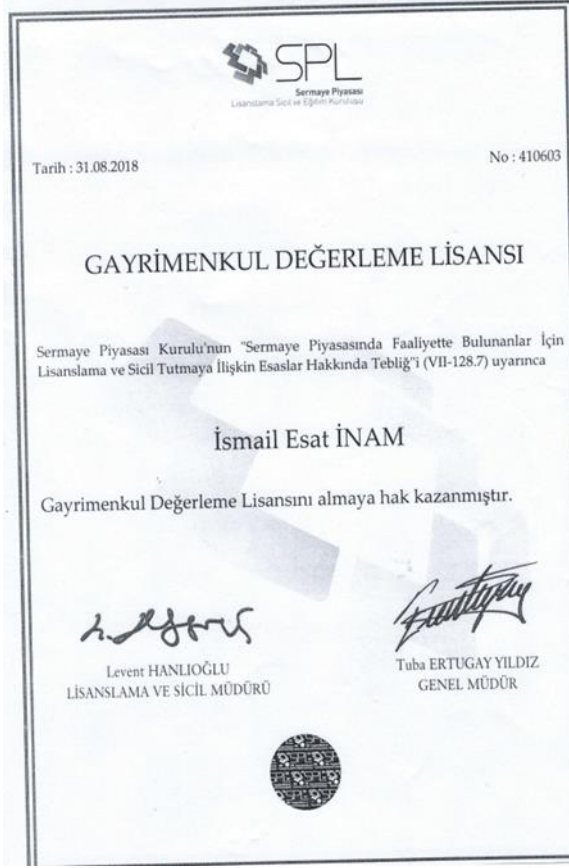 SPL
Sermaye Piyasası
Lisanslama Sicil ve Eğitim Kuruluşu
Tarih : 31.08.2018
No : 410603
GAYRİMENKUL DEĞERLEME LİSANSI
Sermaye Piyasası Kurulu'nun "Sermaye Piyasasında Faaliyette Bulunanlar İçin
Lisanslama ve Sicil Tutmaya İlişkin Esaslar Hakkında Tebliğ"i (VII-128.7) uyarınca
İsmail Esat İNAM
Gayrimenkul Değerleme Lisansını almaya hak kazanmıştır.
Levent HANLIOĞLU
LİSANSLAMA VE SİCİL MÜDÜRÜ
Tuba ERTUGAY YILDIZ
GENEL MÜDÜR